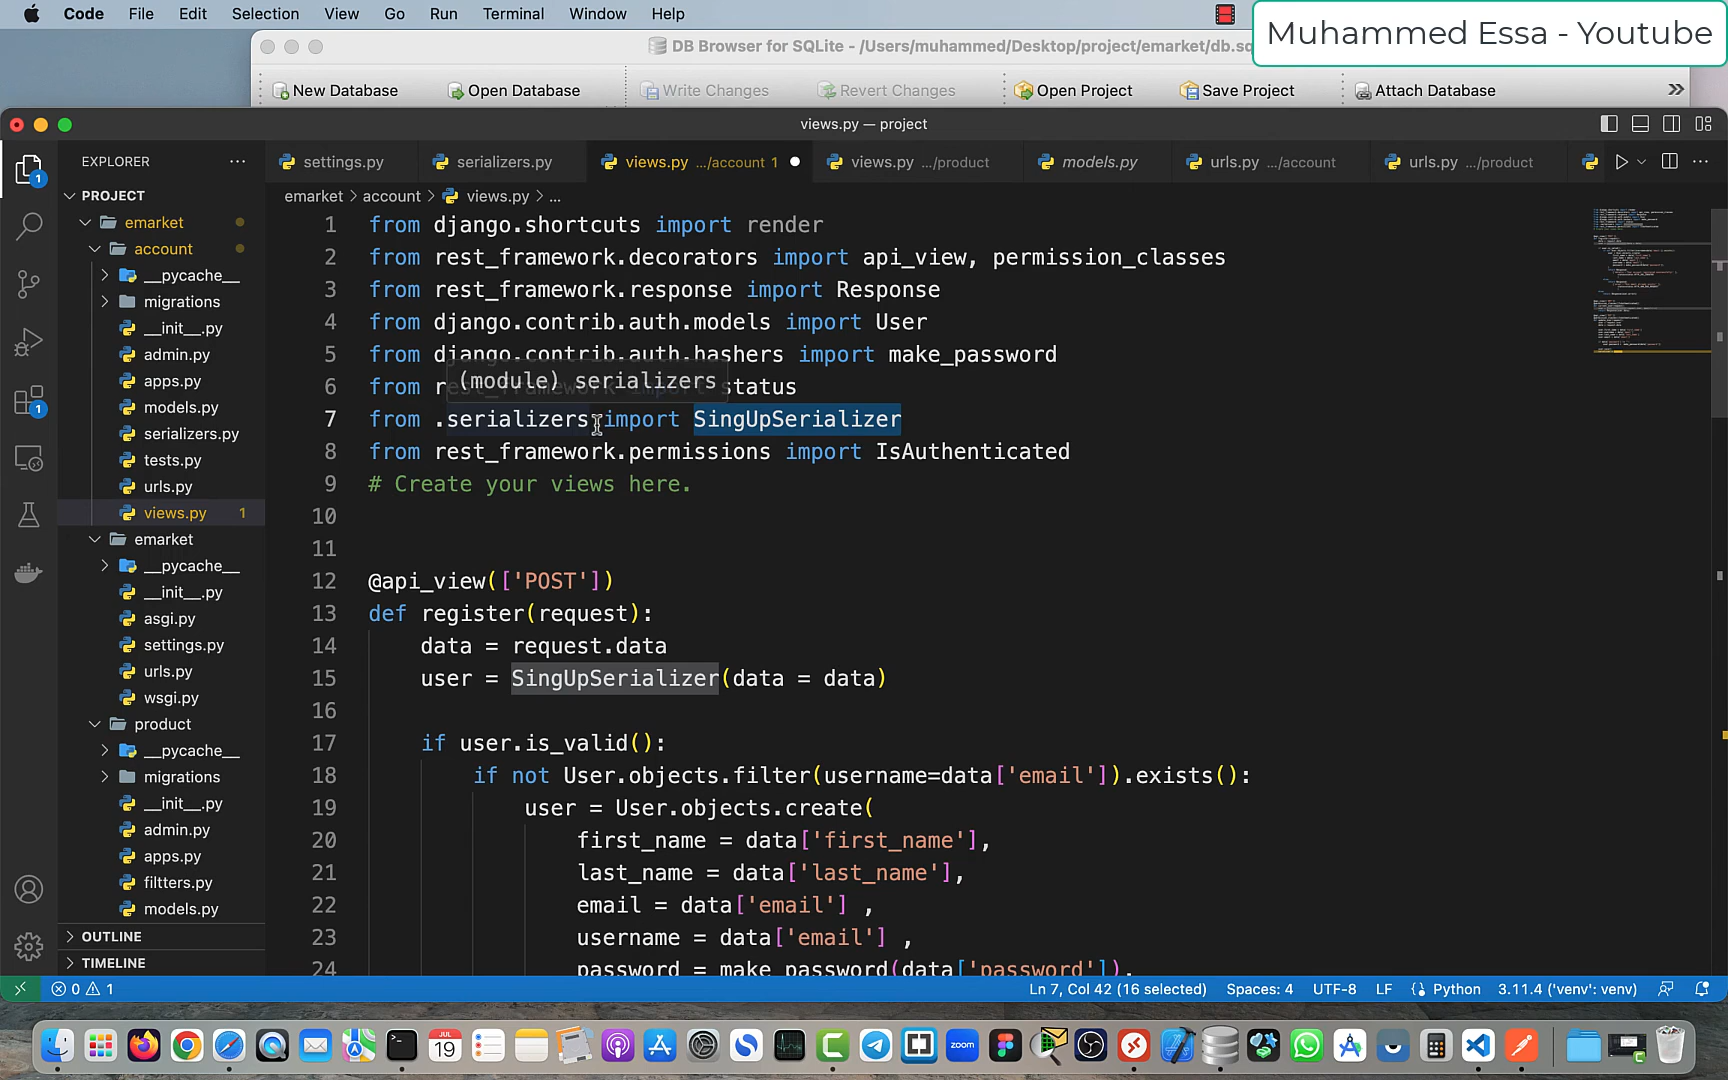 Code File Edit Selection View Go Run Terminal Window Help
Muhammed Essa - Youtube
DB Browser for SQLite - /Users/muhammed/Desktop/project/emarket/db.sq
New Database Open Database Write Changes Revert Changes Open Project Save Project Attach Database »
views.py — project
EXPLORER ···
settings.py serializers.py views.py .../account 1 views.py .../product models.py urls.py .../account urls.py .../product ···
PROJECT
emarket > account > views.py > ...
emarket
account
__pycache__
migrations
__init__.py
admin.py
apps.py
models.py
serializers.py
tests.py
urls.py
views.py 1
emarket
__pycache__
__init__.py
asgi.py
settings.py
urls.py
wsgi.py
product
__pycache__
migrations
__init__.py
admin.py
apps.py
filtters.py
models.py
OUTLINE
TIMELINE
1
1
1 from django.shortcuts import render
2 from rest_framework.decorators import api_view, permission_classes
3 from rest_framework.response import Response
4 from django.contrib.auth.models import User
5 from django.contrib.auth.hashers import make_password
(module) serializers
6 from rest_framework import status
7 from .serializers import SingUpSerializer
8 from rest_framework.permissions import IsAuthenticated
9 # Create your views here.
10
11
12 @api_view(['POST'])
13 def register(request):
14 data = request.data
15 user = SingUpSerializer(data = data)
16
17 if user.is_valid():
18 if not User.objects.filter(username=data['email']).exists():
19 user = User.objects.create(
20 first_name = data['first_name'],
21 last_name = data['last_name'],
22 email = data['email'] ,
23 username = data['email'] ,
24 password = make_password(data['password']),
0 1 Ln 7, Col 42 (16 selected) Spaces: 4 UTF-8 LF Python 3.11.4 ('venv': venv)
JUL
19
zoom